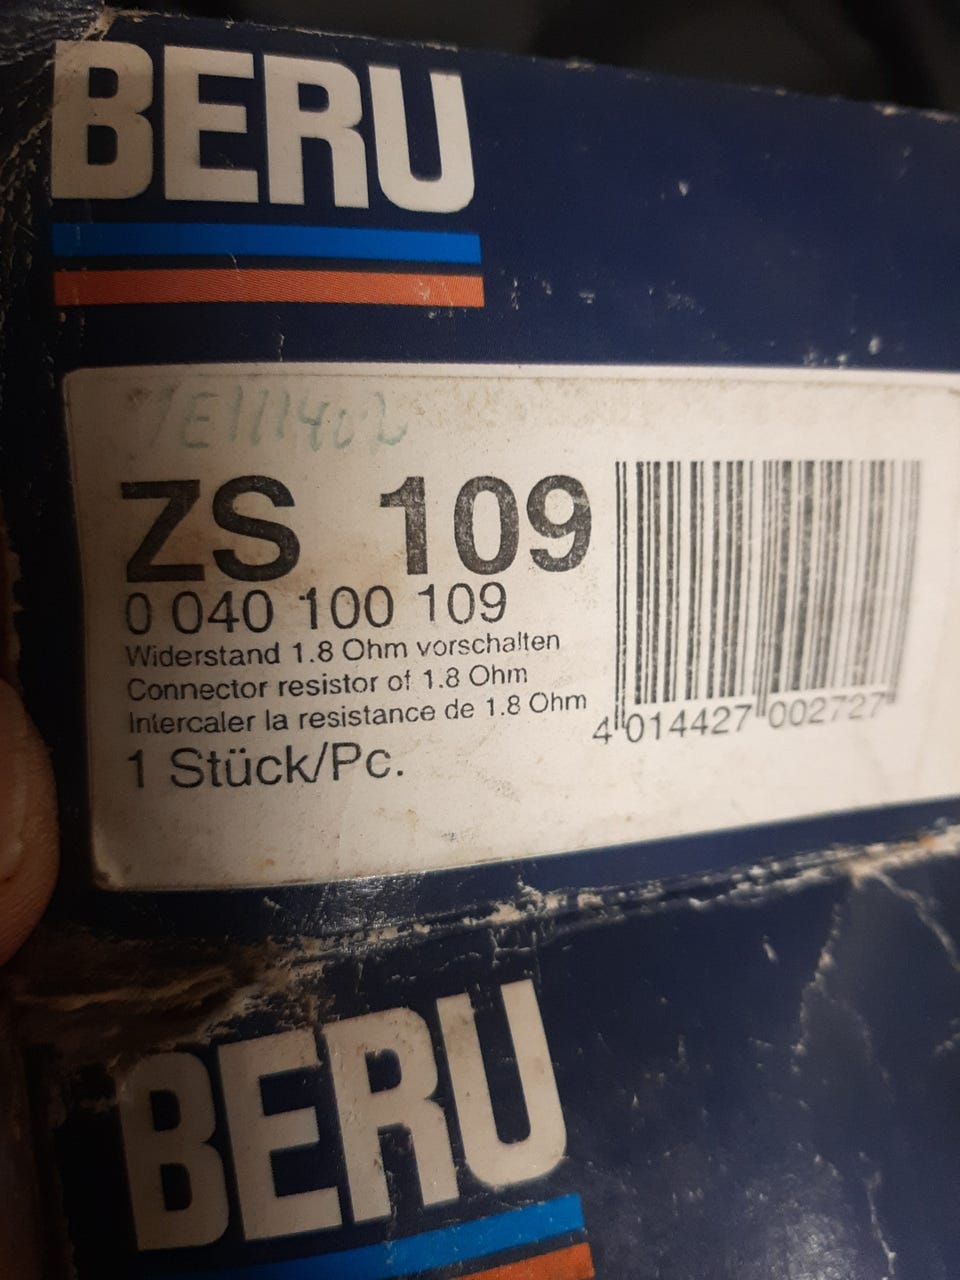 BERU
ZS 109
0 040 100 109
Widerstand 1.8 Ohm vorschalten
Connector resistor of 1.8 Ohm
Intercaler la resistance de 1.8 Ohm
1 Stück/Pc.
4 014427 002727
BERU